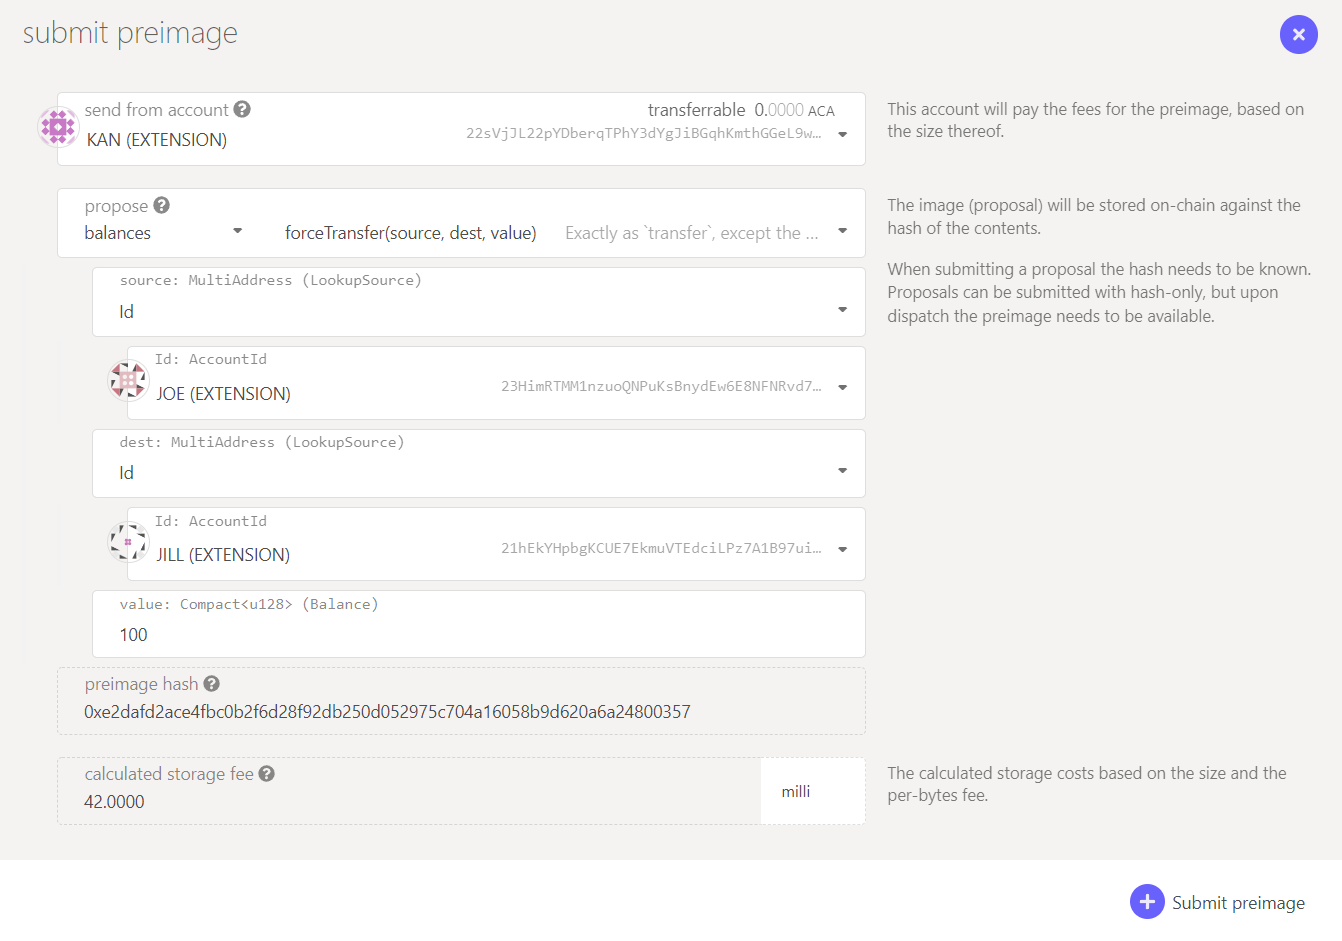 submit preimage
send from account
transferrable 0.0000 ACA
KAN (EXTENSION)
22sVjJL22pYDberqTPhY3dYgJiBGqhKmthGGeL9w…
This account will pay the fees for the preimage, based on
the size thereof.
propose
balances
forceTransfer(source, dest, value)
Exactly as `transfer`, except the ...
The image (proposal) will be stored on-chain against the
hash of the contents.
When submitting a proposal the hash needs to be known.
Proposals can be submitted with hash-only, but upon
dispatch the preimage needs to be available.
source: MultiAddress (LookupSource)
Id
Id: AccountId
JOE (EXTENSION)
23HimRTMM1nzuoQNPuKsBnydEw6E8NFNRvd7…
dest: MultiAddress (LookupSource)
Id
Id: AccountId
JILL (EXTENSION)
21hEkYHpbgKCUE7EkmuVTEdciLPz7A1B97ui…
value: Compact<u128> (Balance)
100
preimage hash
0xe2dafd2ace4fbc0b2f6d28f92db250d052975c704a16058b9d620a6a24800357
calculated storage fee
42.0000
milli
The calculated storage costs based on the size and the
per-bytes fee.
Submit preimage